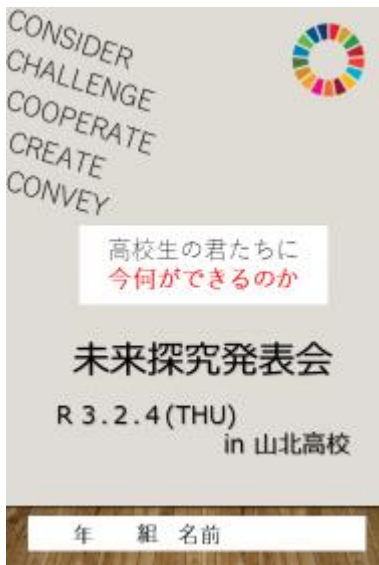 CONSIDER
CHALLENGE
COOPERATE
CREATE
CONVEY
高校生の君たちに
今何ができるのか
未来探究発表会
R 3.2.4(THU)
in 山北高校
年 組 名前